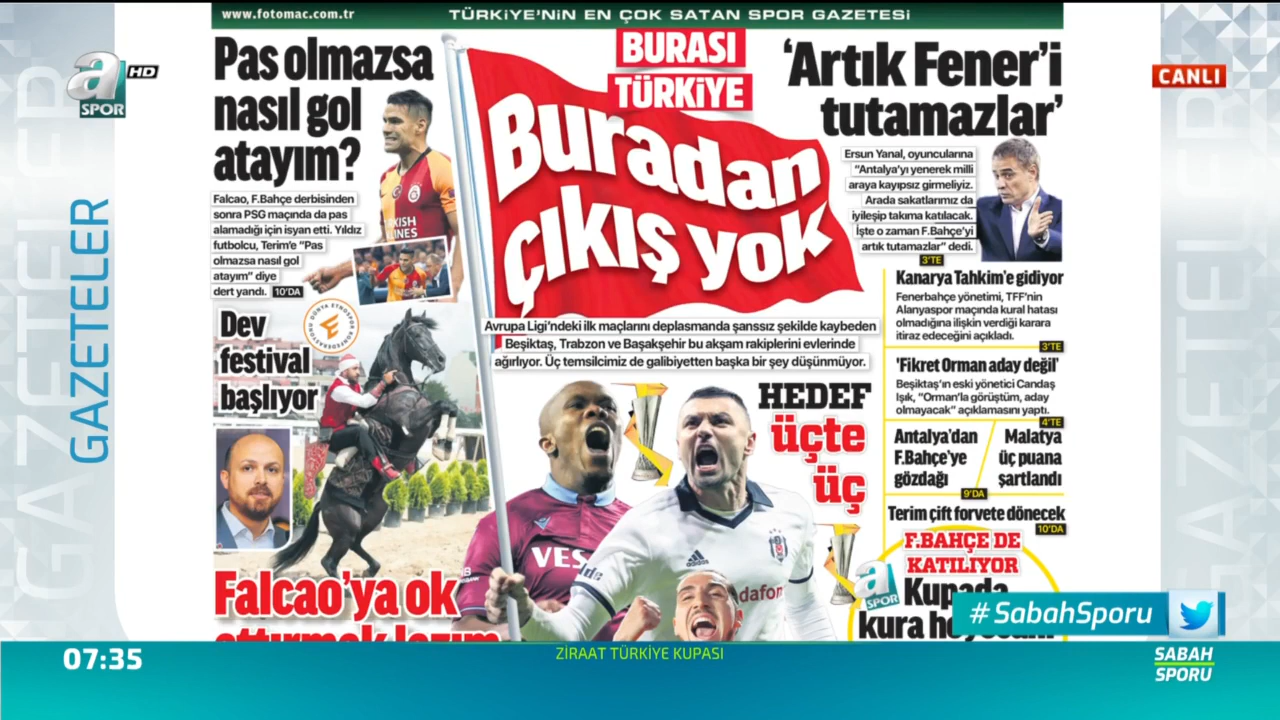 www.fotomac.com.tr
TÜRKİYE'NİN EN ÇOK SATAN SPOR GAZETESİ
a HD
SPOR
CANLI
GAZETELER
GAZETELER
Pas olmazsa
nasıl gol
atayım?
Falcao, F.Bahçe derbisinden
sonra PSG maçında da pas
alamadığı için isyan etti. Yıldız
futbolcu, Terim'e "Pas
olmazsa nasıl gol
atayım" diye
dert yandı. 10'DA
BURASI
TÜRKİYE
Buradan
çıkış yok
Avrupa Ligi'ndeki ilk maçlarını deplasmanda şanssız şekilde kaybeden
Beşiktaş, Trabzon ve Başakşehir bu akşam rakiplerini evlerinde
ağırlıyor. Üç temsilcimiz de galibiyetten başka bir şey düşünmüyor.
HEDEF
üçte
üç
'Artık Fener'i
tutamazlar'
Ersun Yanal, oyuncularına
"Antalya'yı yenerek milli
araya kayıpsız girmeliyiz.
Arada sakatlarımız da
iyileşip takıma katılacak.
İşte o zaman F.Bahçe'yi
artık tutamazlar" dedi.
3'TE
Kanarya Tahkim'e gidiyor
Fenerbahçe yönetimi, TFF'nin
Alanyaspor maçında kural hatası
olmadığına ilişkin verdiği karara
itiraz edeceğini açıkladı.
3'TE
'Fikret Orman aday değil'
Beşiktaş'ın eski yönetici Candaş
Işık, "Orman'la görüştüm, aday
olmayacak" açıklamasını yaptı.
4'TE
Antalya'dan
F.Bahçe'ye
gözdağı
Malatya
üç puana
şartlandı
9'DA
Terim çift forvete dönecek
10'DA
F.BAHÇE DE
KATILIYOR
a
SPOR
Kupada
Dev
festival
başlıyor
DÜNYA ETNOSPOR KONFEDERASYONU
Falcao'ya ok
VES
adidas
vodafon
#SabahSporu
07:35
ZİRAAT TÜRKİYE KUPASI
SABAH
SPORU